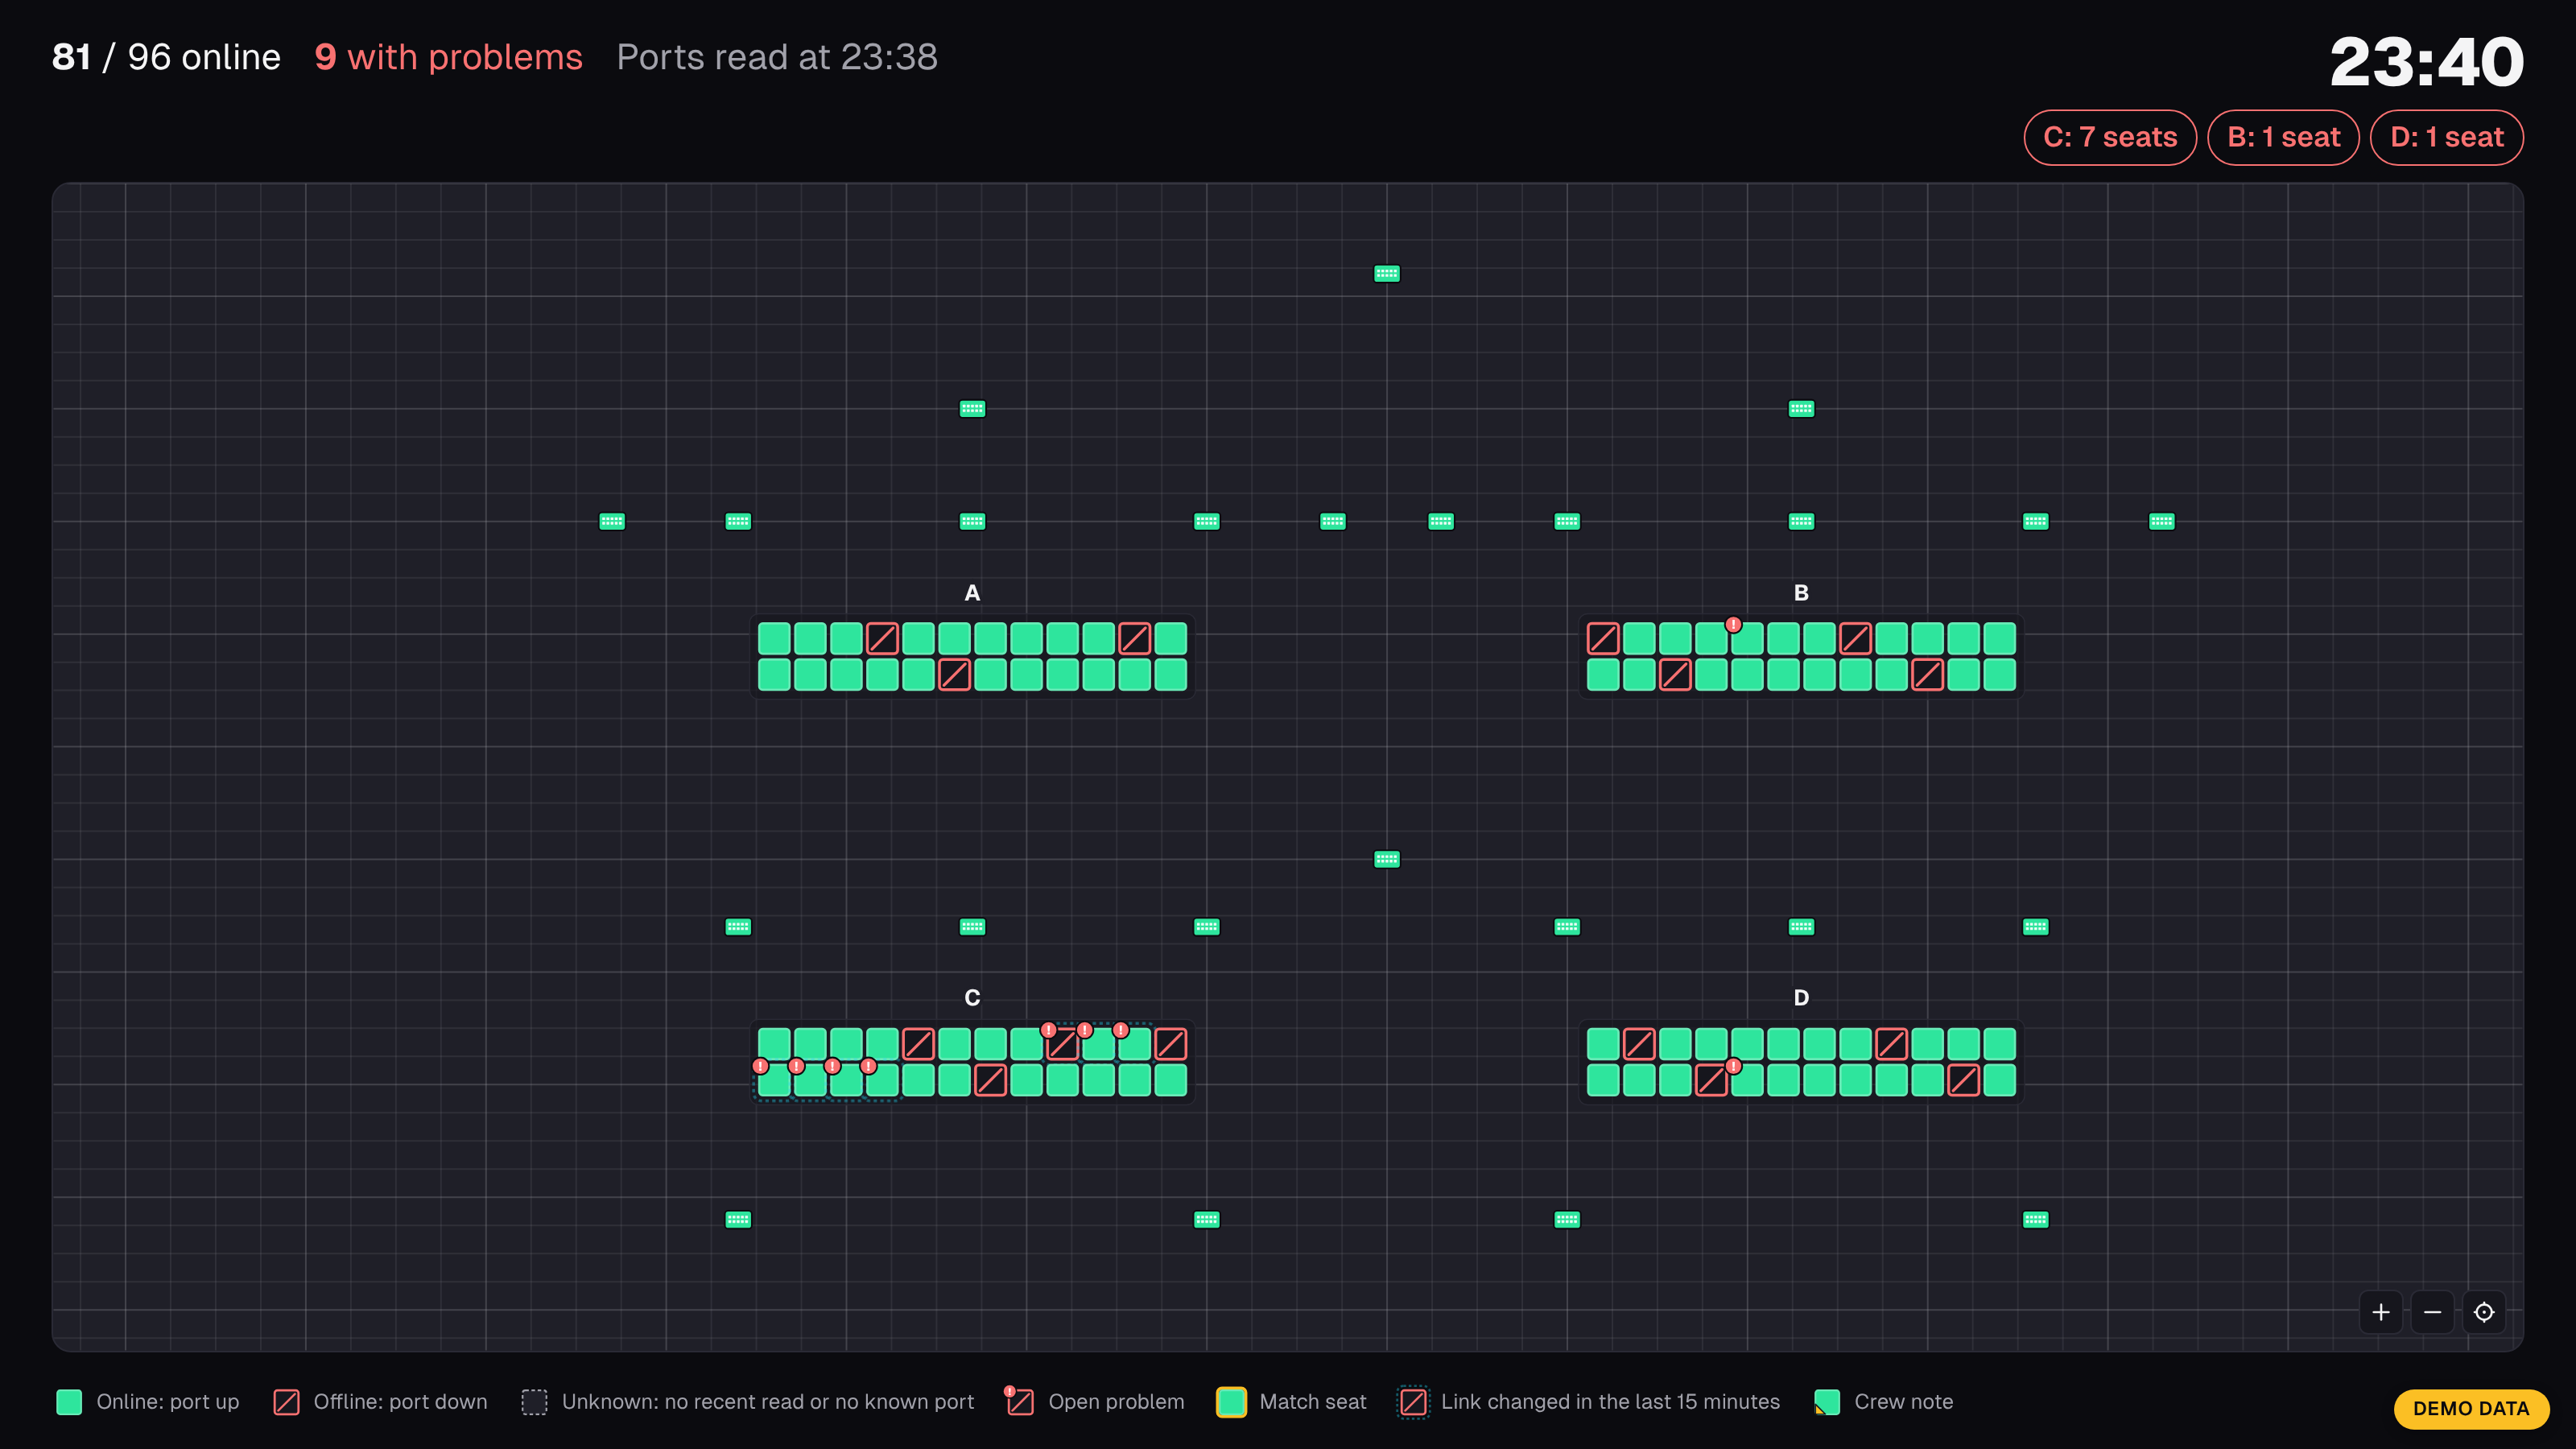 81 / 96 online 9 with problems Ports read at 23:38
23:40
C: 7 seats B: 1 seat D: 1 seat
A
B
C
D
Online: port up Offline: port down Unknown: no recent read or no known port Open problem Match seat Link changed in the last 15 minutes Crew note
DEMO DATA